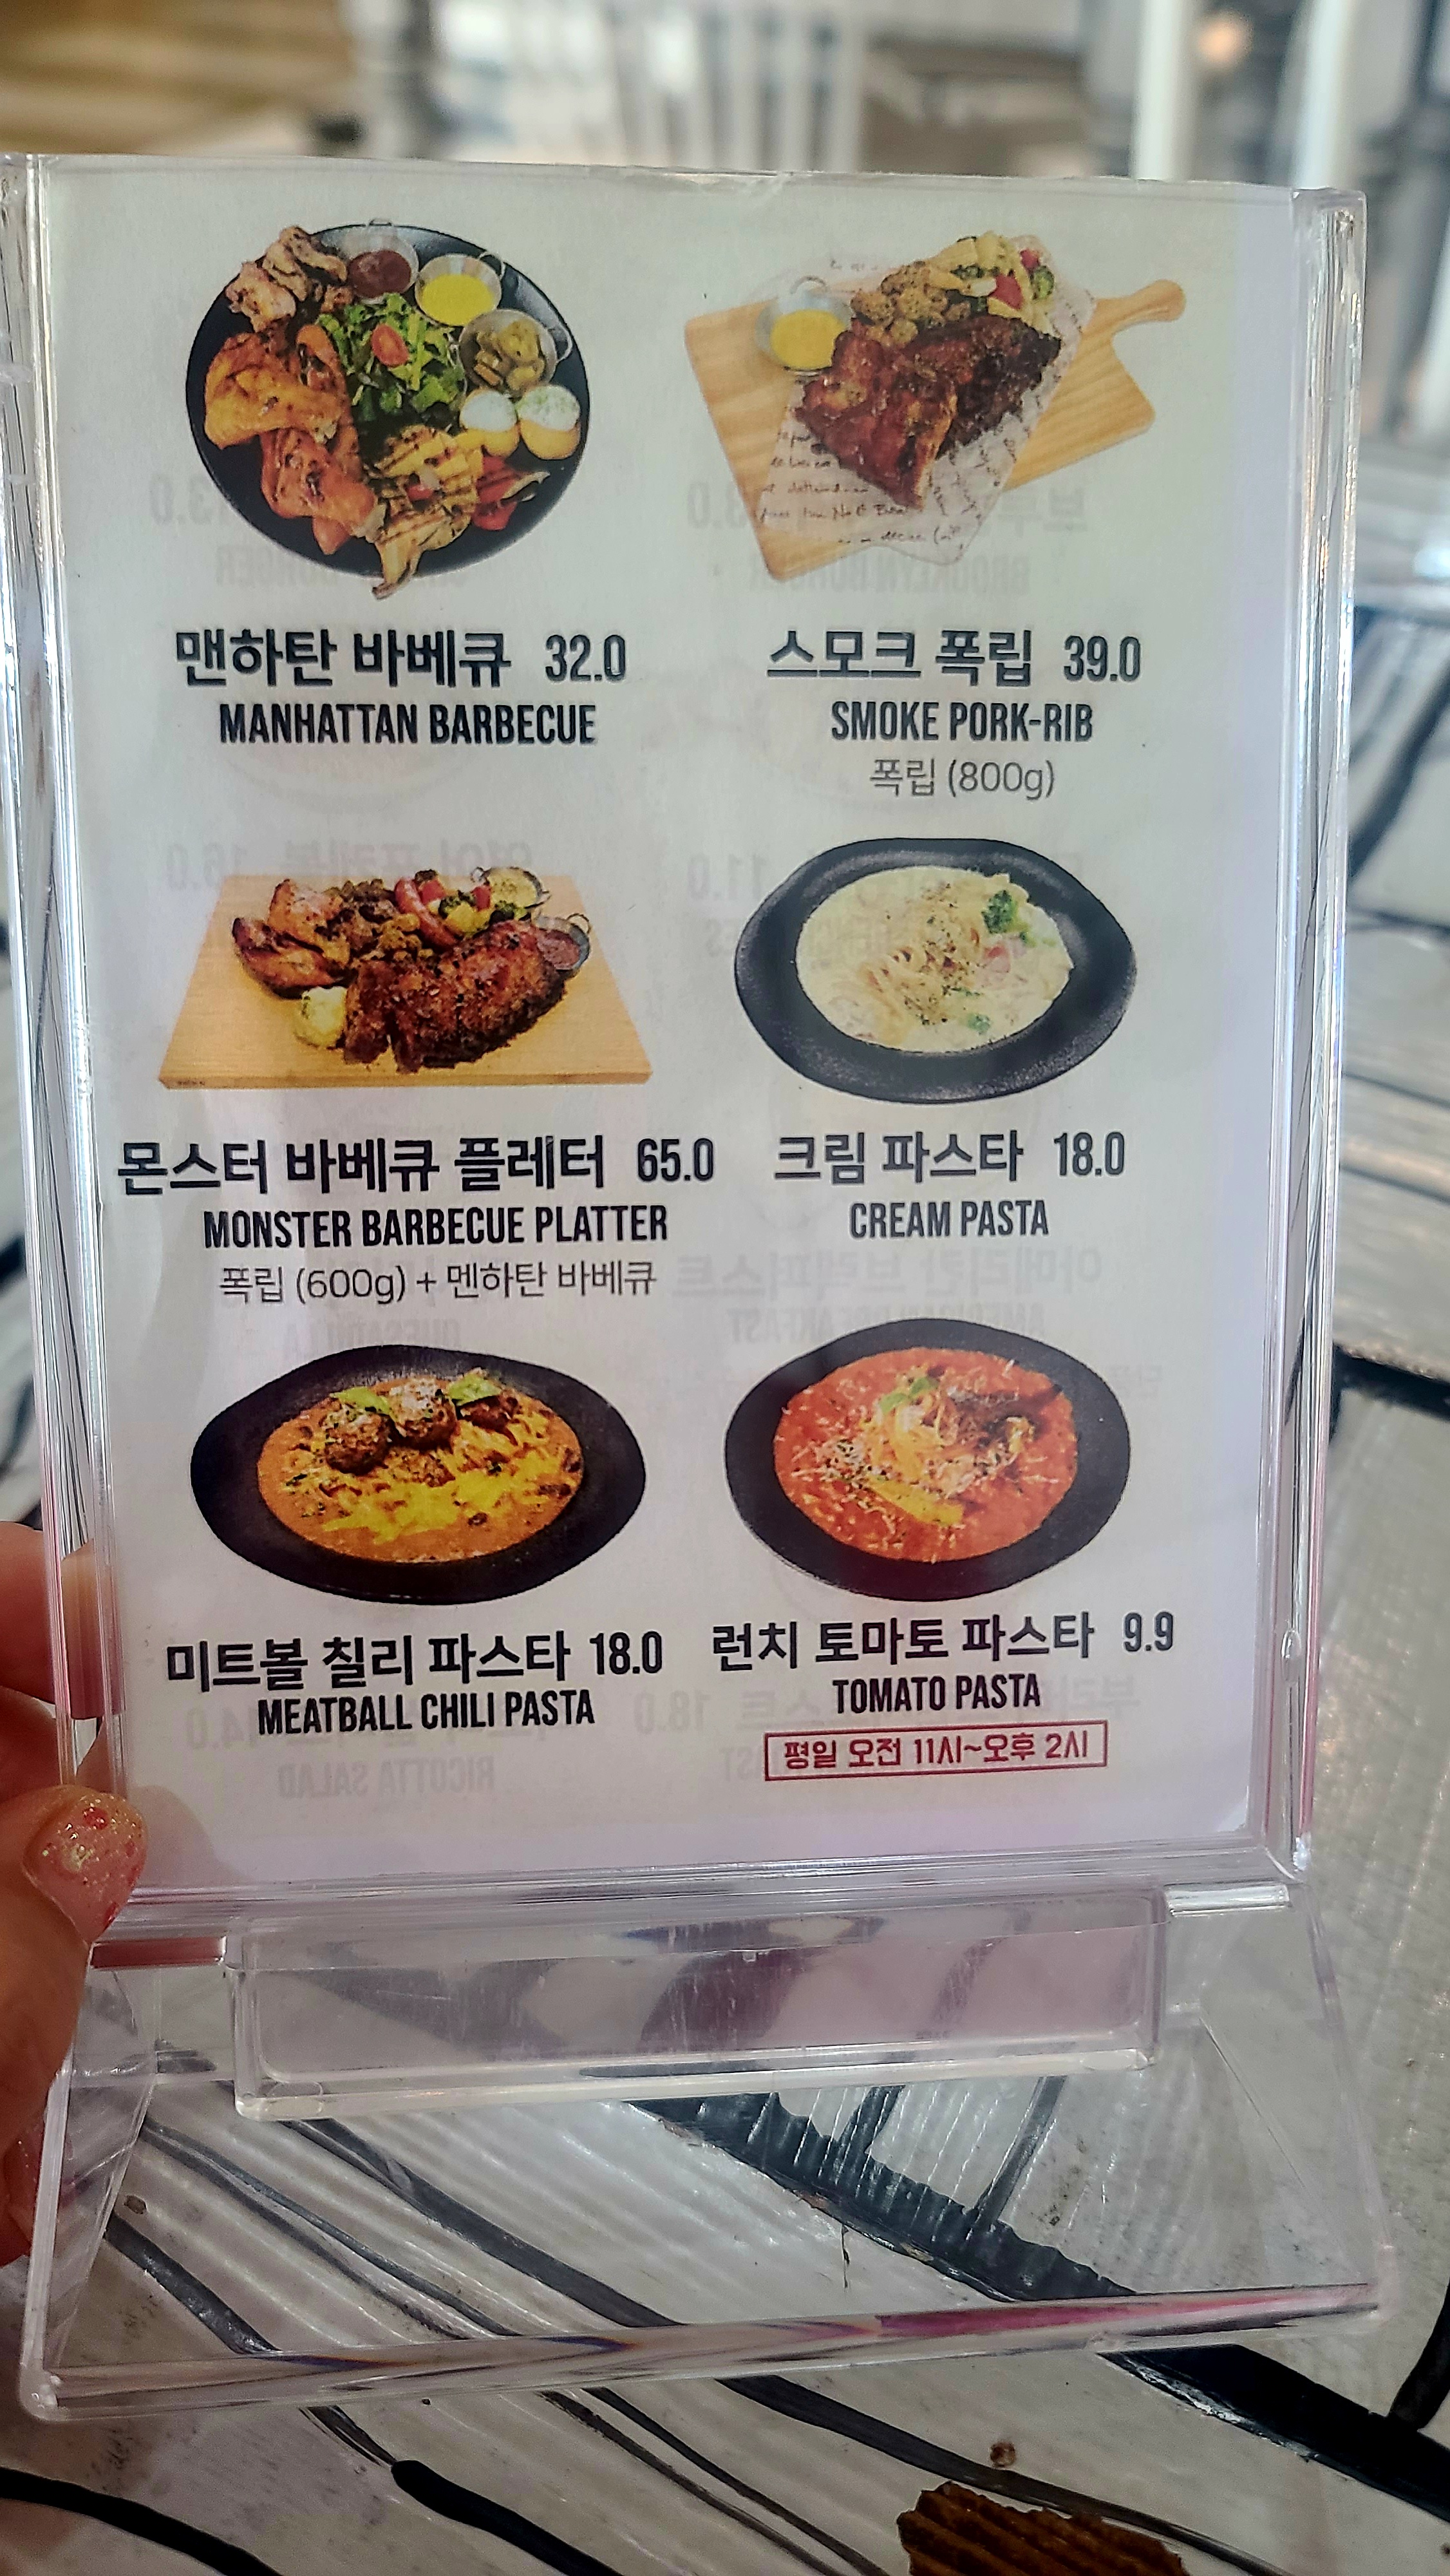 맨하탄 바베큐 32.0
MANHATTAN BARBECUE
스모크 폭립 39.0
SMOKE PORK-RIB
폭립 (800g)
몬스터 바베큐 플레터 65.0
MONSTER BARBECUE PLATTER
폭립 (600g) + 멘하탄 바베큐
크림 파스타 18.0
CREAM PASTA
미트볼 칠리 파스타 18.0
MEATBALL CHILI PASTA
런치 토마토 파스타 9.9
TOMATO PASTA
평일 오전 11시~오후 2시